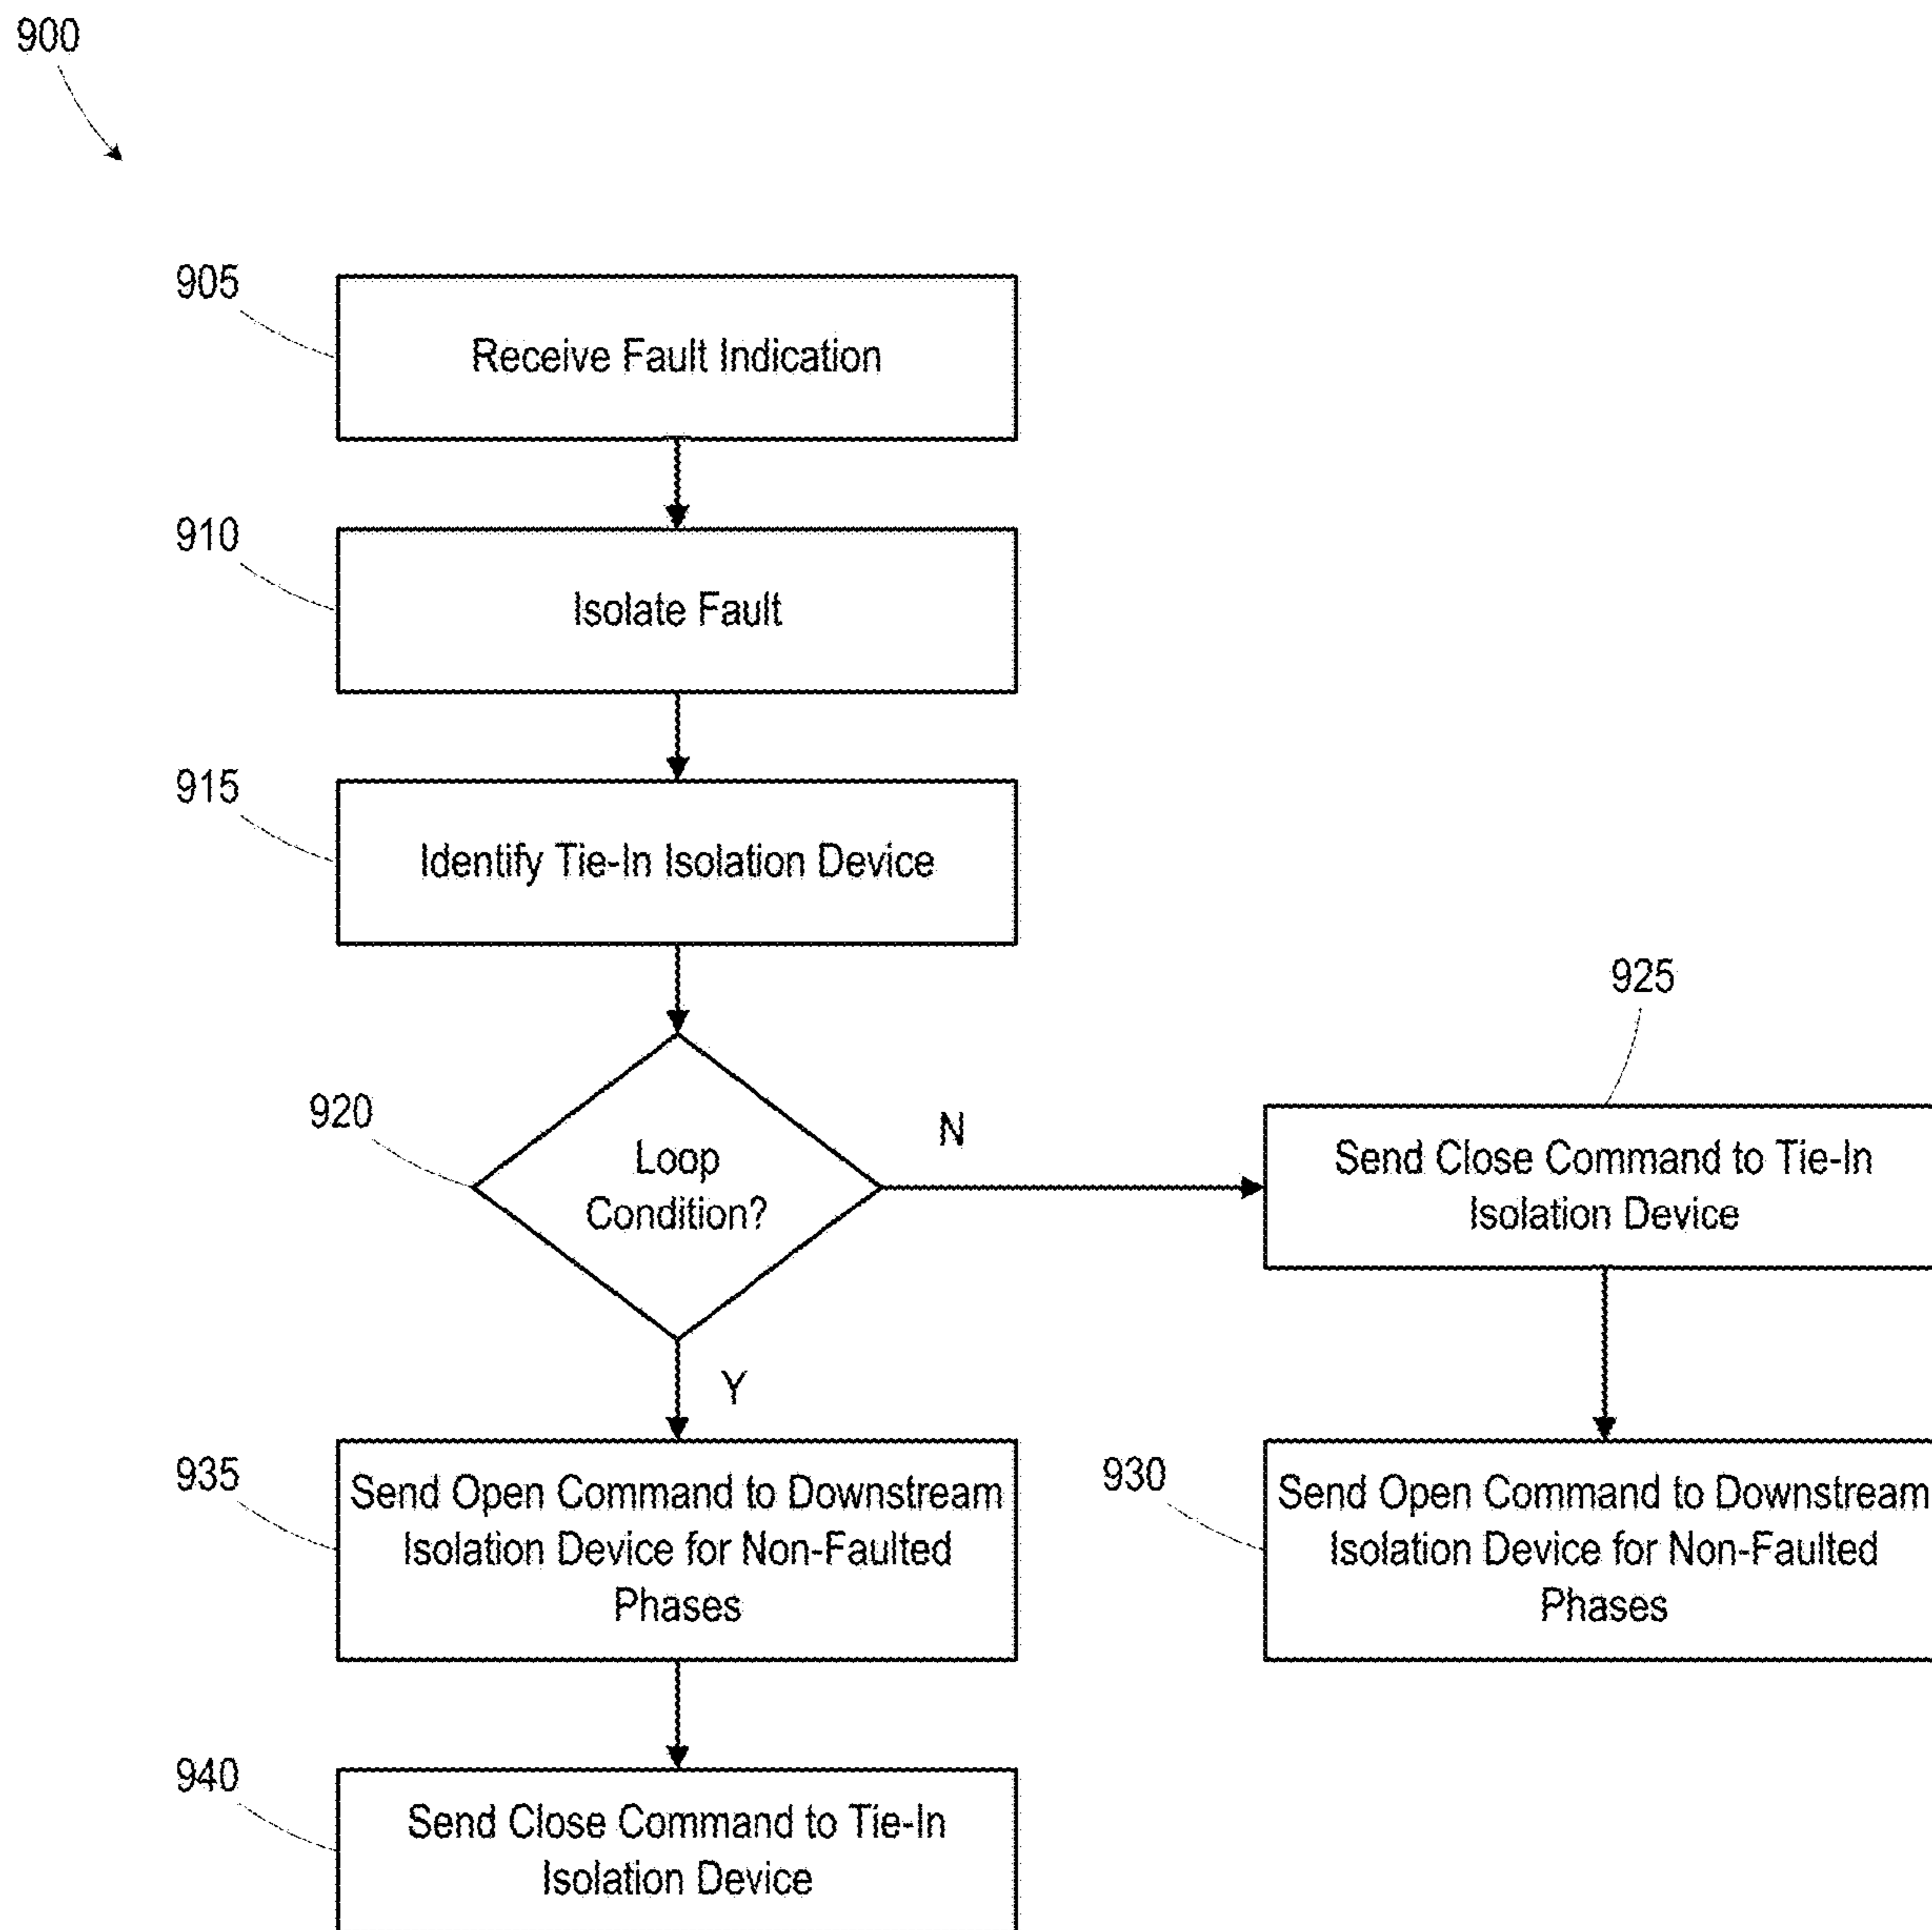 900
905
Receive Fault Indication
910
Isolate Fault
915
Identify Tie-In Isolation Device
920
Loop
Condition?
N
925
Send Close Command to Tie-In
Isolation Device
Y
935
Send Open Command to Downstream
Isolation Device for Non-Faulted
Phases
930
Send Open Command to Downstream
Isolation Device for Non-Faulted
Phases
940
Send Close Command to Tie-In
Isolation Device